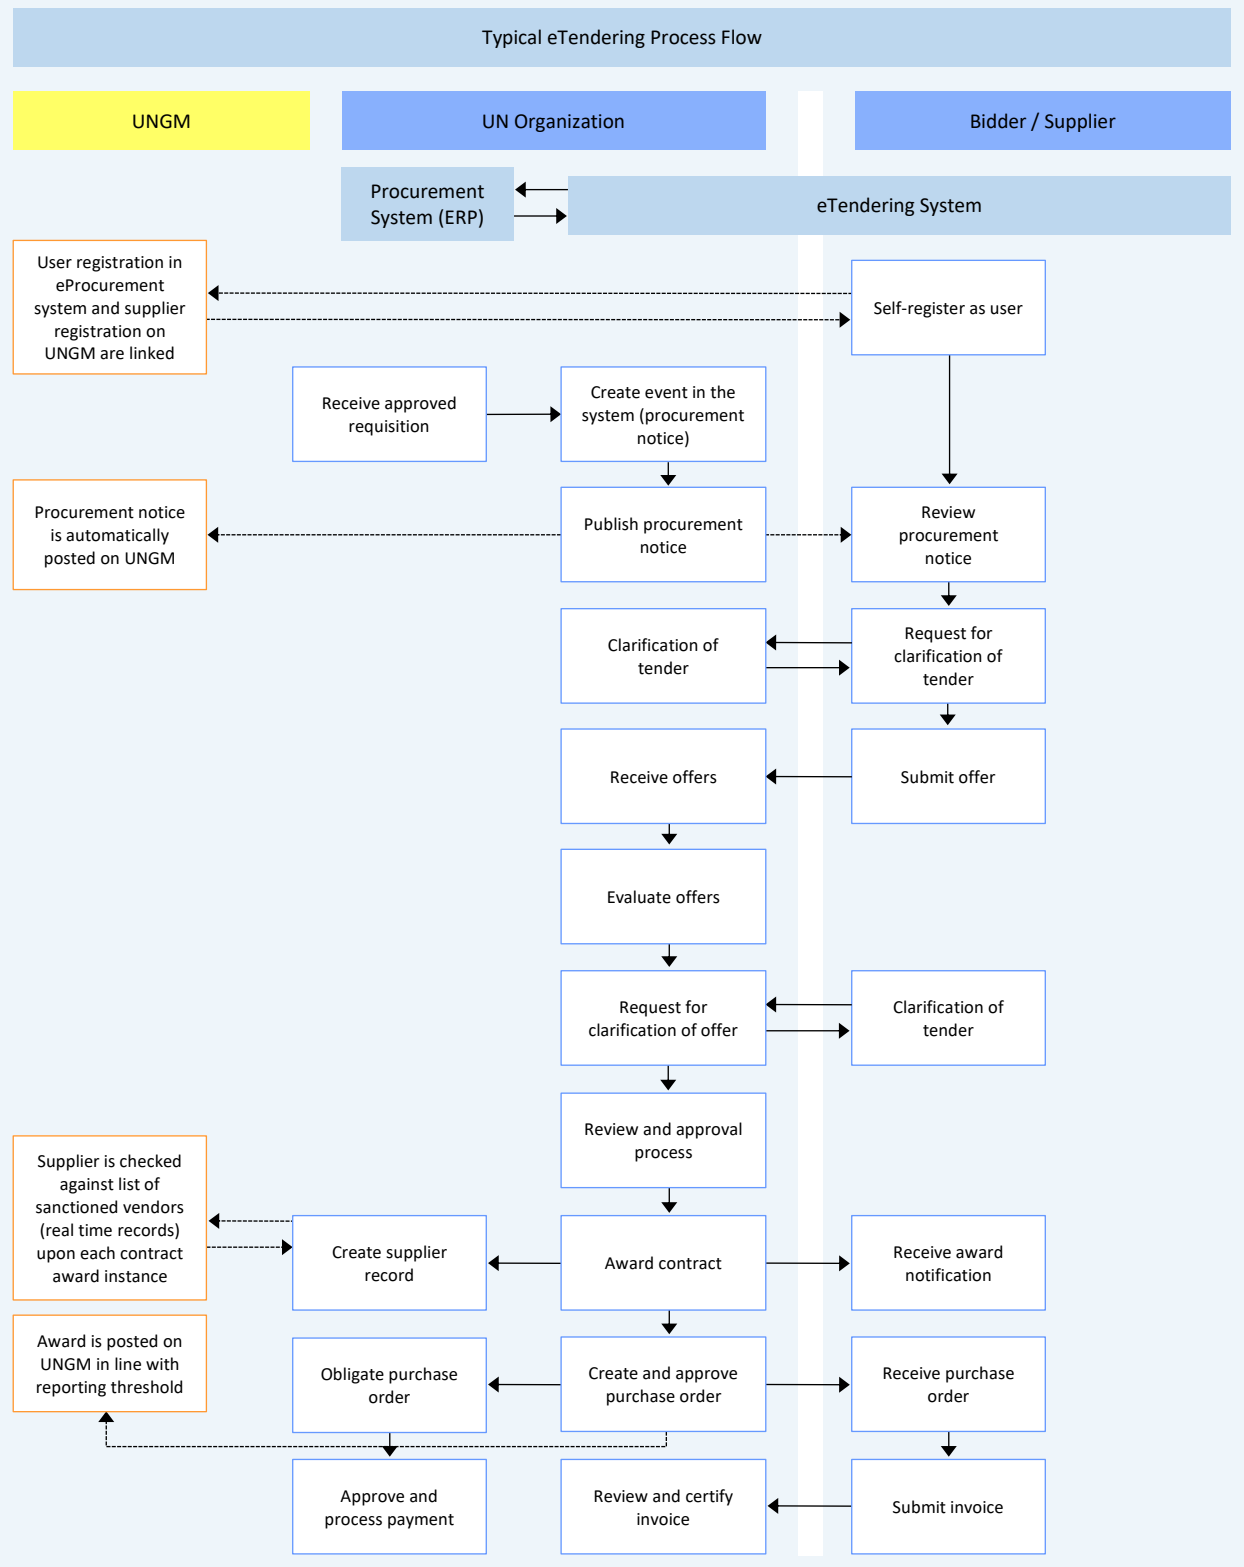 Typical eTendering Process Flow
UNGM
UN Organization
Bidder / Supplier
Procurement
System (ERP)
eTendering System
User registration in
eProcurement
system and supplier
registration on
UNGM are linked
Self-register as user
Receive approved
requisition
Create event in the
system (procurement
notice)
Procurement notice
is automatically
posted on UNGM
Publish procurement
notice
Review
procurement
notice
Clarification of
tender
Request for
clarification of
tender
Receive offers
Submit offer
Evaluate offers
Request for
clarification of offer
Clarification of
tender
Review and approval
process
Supplier is checked
against list of
sanctioned vendors
(real time records)
upon each contract
award instance
Create supplier
record
Award contract
Receive award
notification
Award is posted on
UNGM in line with
reporting threshold
Obligate purchase
order
Create and approve
purchase order
Receive purchase
order
Approve and
process payment
Review and certify
invoice
Submit invoice